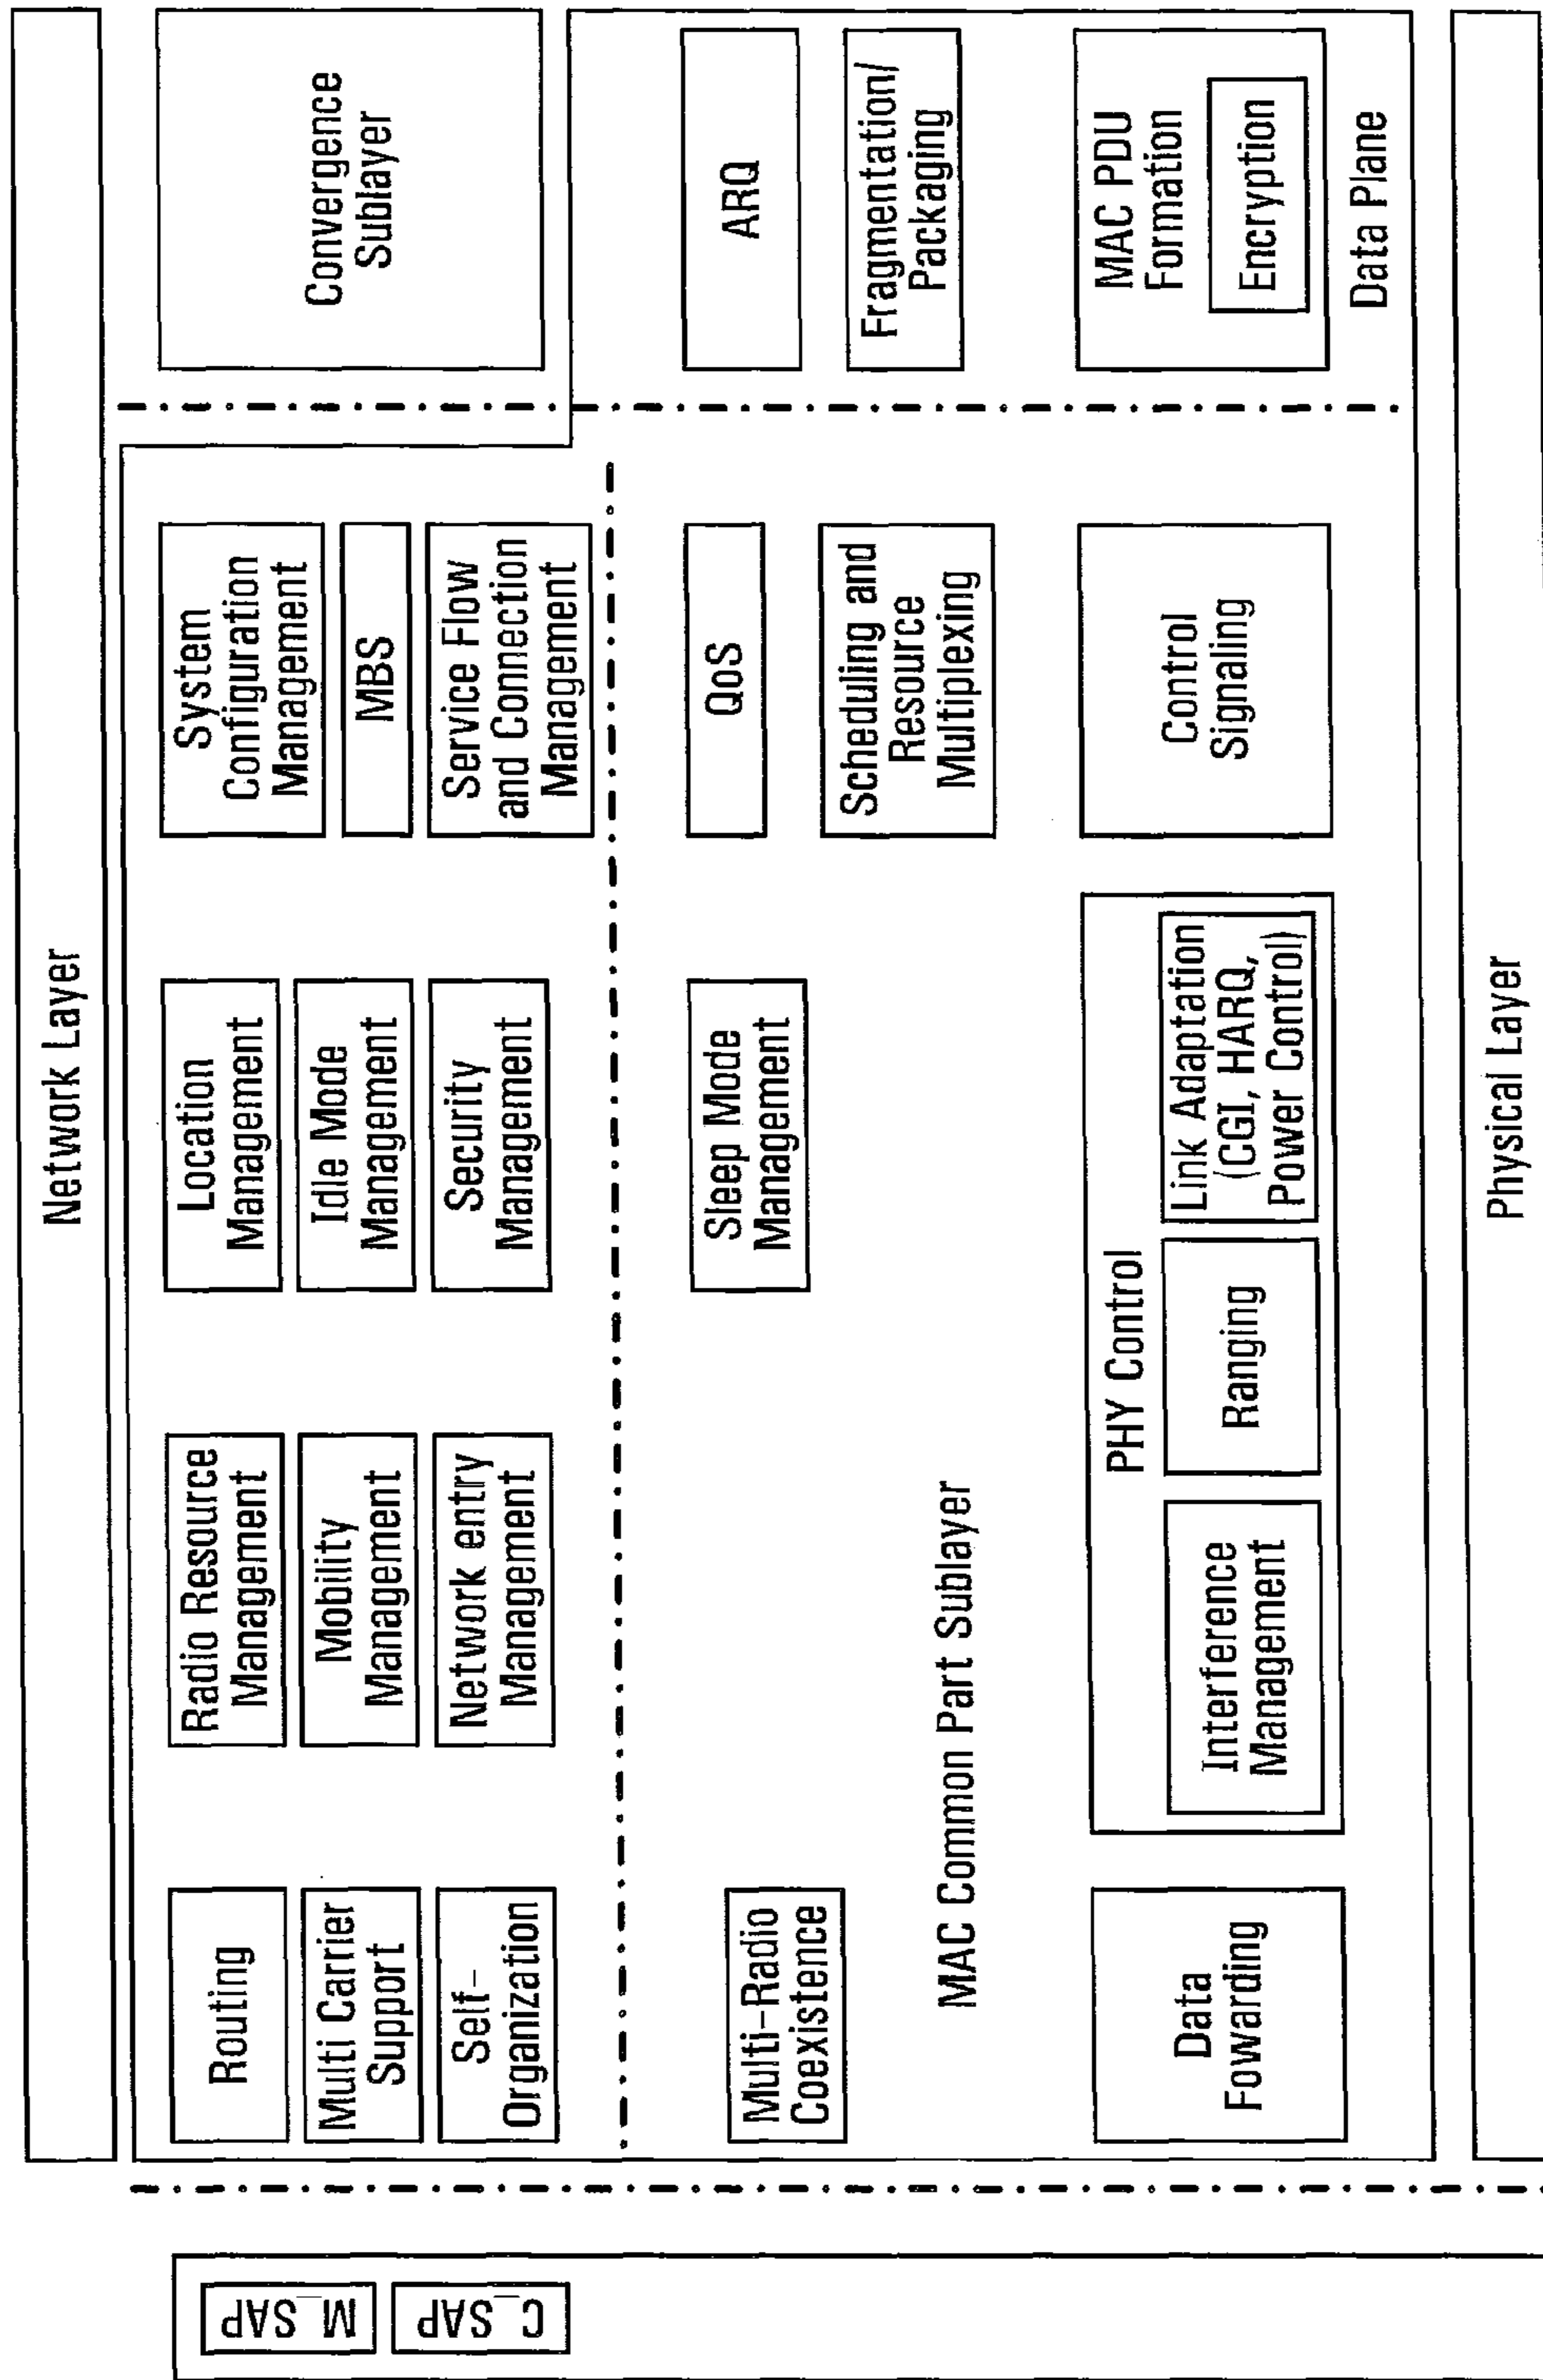 Network Layer
M_SAP
C_SAP
Routing
Multi Carrier
Support
Self-
Organization
Radio Resource
Management
Mobility
Management
Network entry
Management
Location
Management
Idle Mode
Management
Security
Management
System
Configuration
Management
MBS
Service Flow
and Connection
Management
Convergence
Sublayer
Multi-Radio
Coexistence
Sleep Mode
Management
QoS
Scheduling and
Resource
Multiplexing
ARQ
Fragmentation/
Packaging
MAC Common Part Sublayer
Data
Fowarding
PHY Control
Interference
Management
Ranging
Link Adaptation
(CGI, HARQ,
Power Control)
Control
Signaling
MAC PDU
Formation
Encryption
Data Plane
Physical Layer